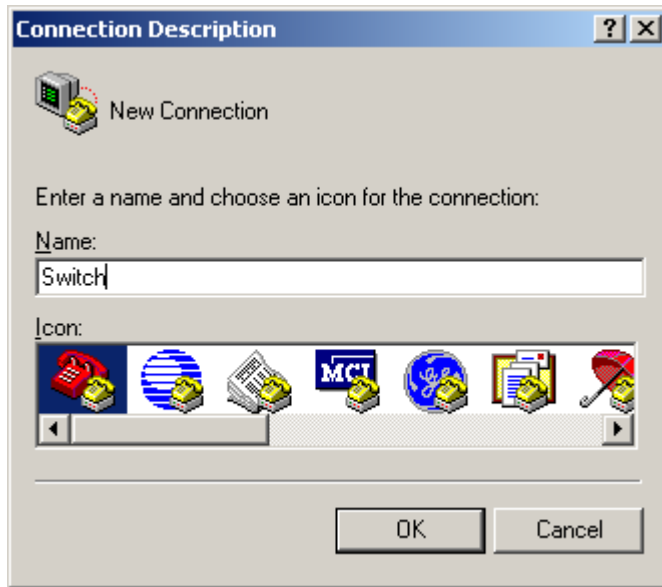 Connection Description
New Connection
Enter a name and choose an icon for the connection:
Name:
Switch
Icon:
MCI
OK Cancel